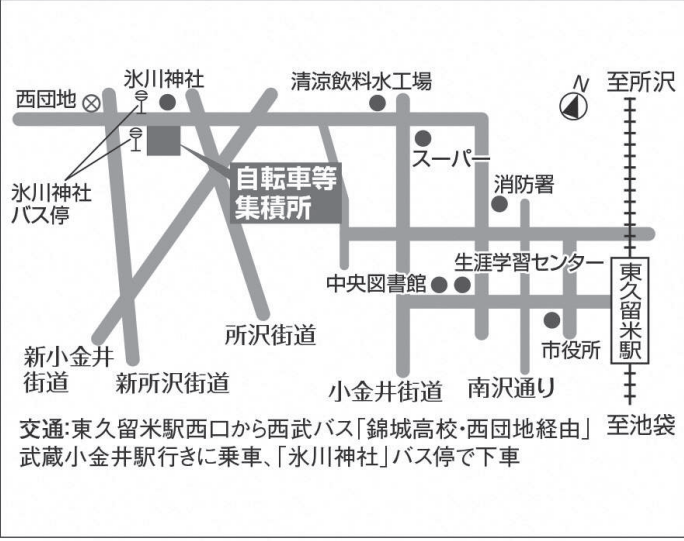 氷川神社
清涼飲料水工場
N
至所沢
西団地
スーパー
氷川神社
バス停
自転車等
集積所
消防署
中央図書館
生涯学習センター
東久留米駅
所沢街道
市役所
新小金井
街道
新所沢街道
小金井街道
南沢通り
交通:東久留米駅西口から西武バス「錦城高校・西団地経由」
至池袋
武蔵小金井駅行きに乗車、「氷川神社」バス停で下車